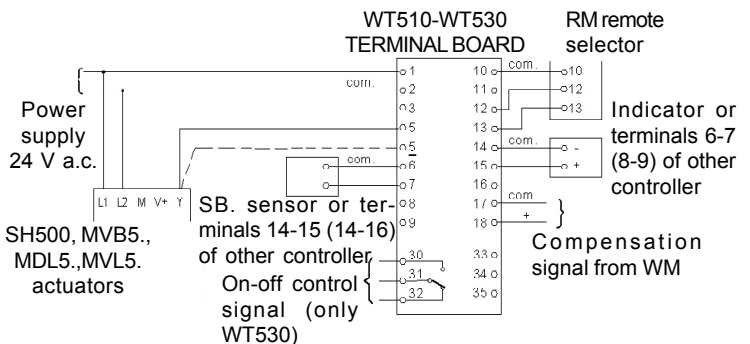 WT510-WT530
TERMINAL BOARD
RM remote
selector
1
com.
2
3
5
5
com.
6
7
8
9
30
31
32
10
com.
11
12
13
14
com.
15
16
17
com
18
+
33
34
35
10
12
13
-
+
Power
supply
24 V a.c.
L1 L2 M V+ Y
SH500, MVB5.,
MDL5.,MVL5.
actuators
SB. sensor or ter-
minals 14-15 (14-16)
of other controller
On-off control
signal (only
WT530)
Indicator or
terminals 6-7
(8-9) of other
controller
Compensation
signal from WM